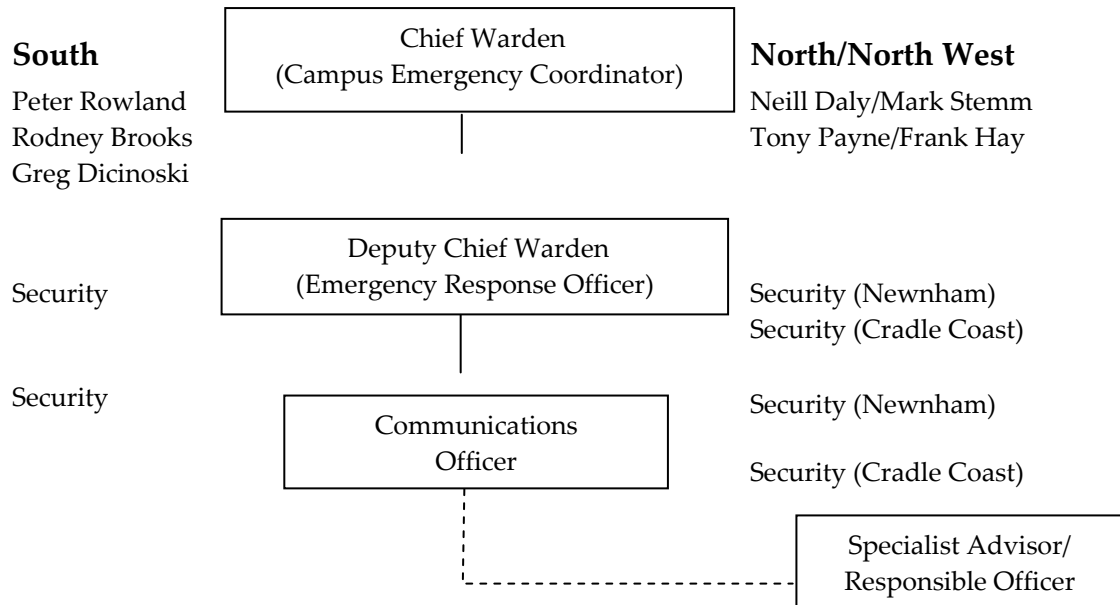 Chief Warden
(Campus Emergency Coordinator)
South
Peter Rowland
Rodney Brooks
Greg Dicinoski
North/North West
Neill Daly/Mark Stemm
Tony Payne/Frank Hay
Deputy Chief Warden
(Emergency Response Officer)
Security
Security (Newnham)
Security (Cradle Coast)
Security
Communications
Officer
Security (Newnham)
Security (Cradle Coast)
Specialist Advisor/
Responsible Officer